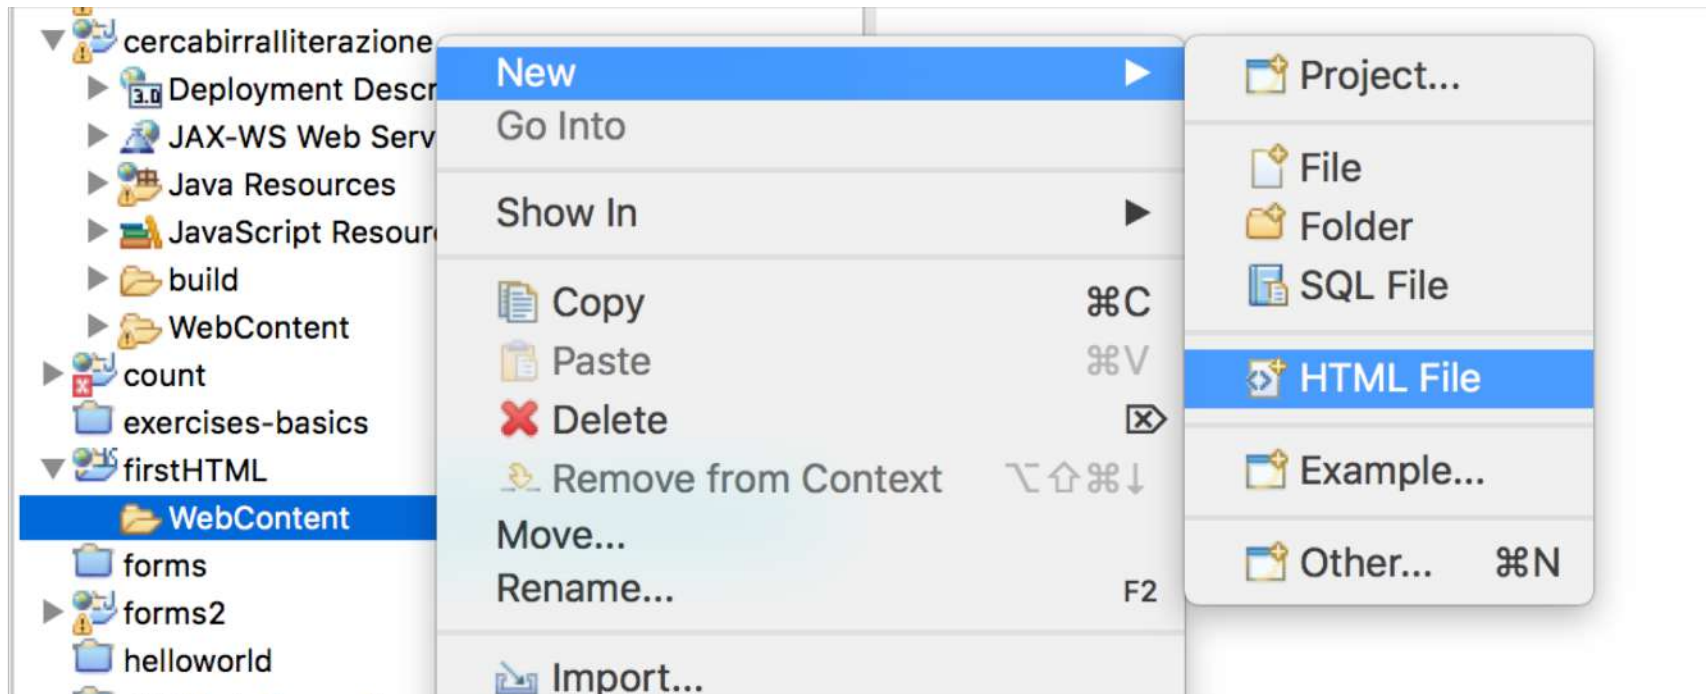 cercabirralliterazione
Deployment Descr
3.0
JAX-WS Web Serv
Java Resources
JavaScript Resour
build
WebContent
count
exercises-basics
firstHTML
WebContent
forms
forms2
helloworld
New
Go Into
Show In
Copy ⌘C
Paste ⌘V
Delete ⌦
Remove from Context ⌥⇧⌘↓
Move...
Rename... F2
Import...
Project...
File
Folder
SQL File
HTML File
Example...
Other... ⌘N